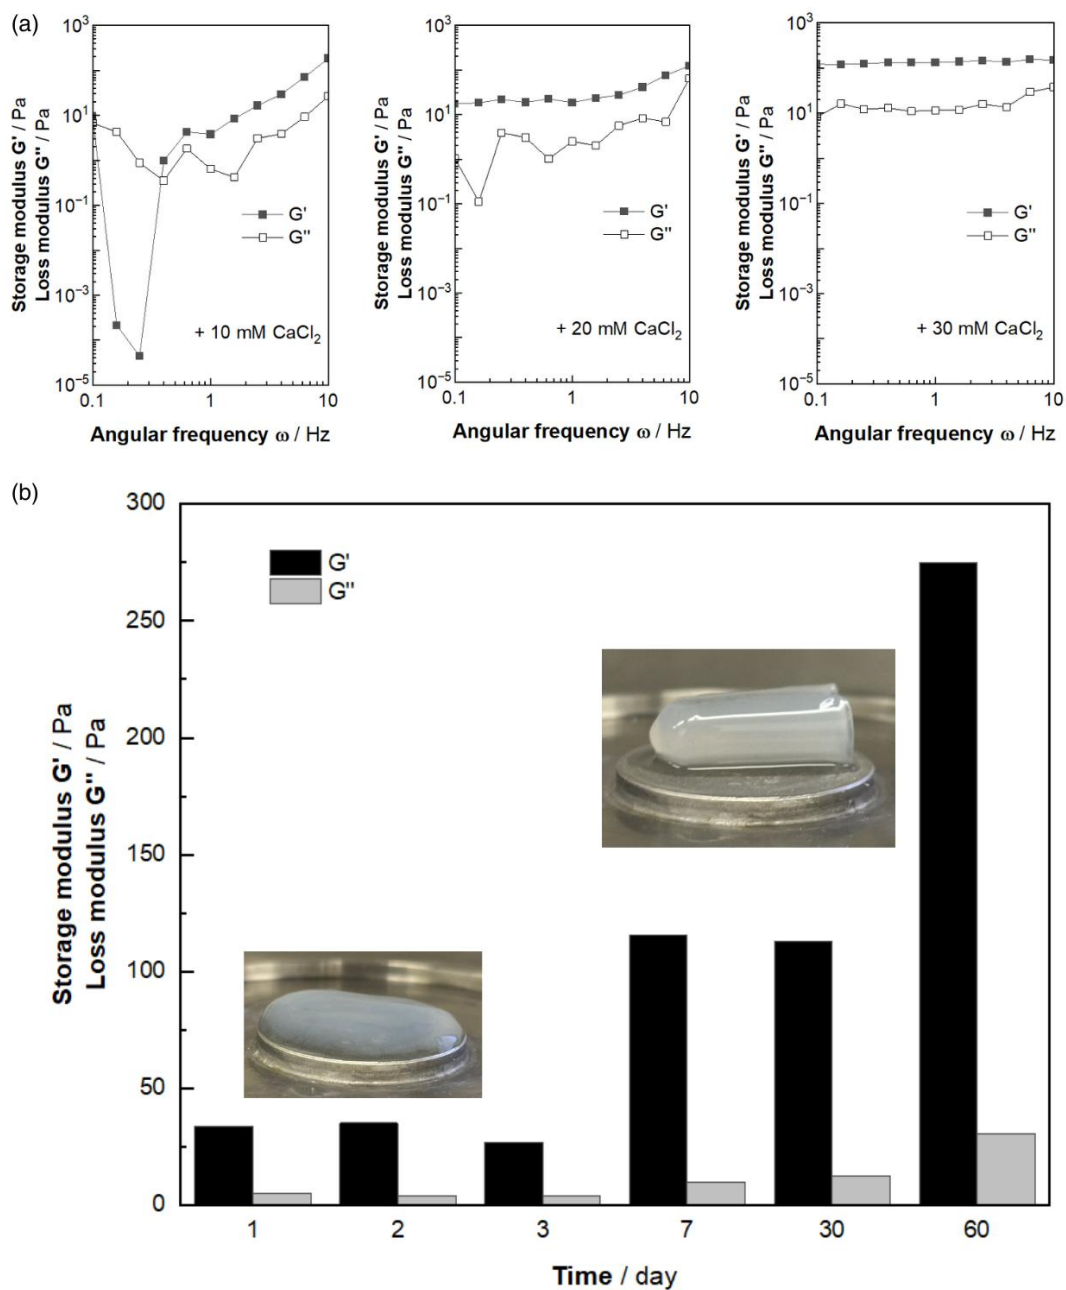 (a)
Storage modulus G' / Pa
Loss modulus G'' / Pa
10³
10¹
10⁻¹
10⁻³
10⁻⁵
G'
G''
+ 10 mM CaCl₂
0.1 1 10
Angular frequency ω / Hz
Storage modulus G' / Pa
Loss modulus G'' / Pa
10³
10¹
10⁻¹
10⁻³
10⁻⁵
G'
G''
+ 20 mM CaCl₂
0.1 1 10
Angular frequency ω / Hz
Storage modulus G' / Pa
Loss modulus G'' / Pa
10³
10¹
10⁻¹
10⁻³
10⁻⁵
G'
G''
+ 30 mM CaCl₂
0.1 1 10
Angular frequency ω / Hz
(b)
Storage modulus G' / Pa
Loss modulus G'' / Pa
300
250
200
150
100
50
0
G'
G''
1 2 3 7 30 60
Time / day